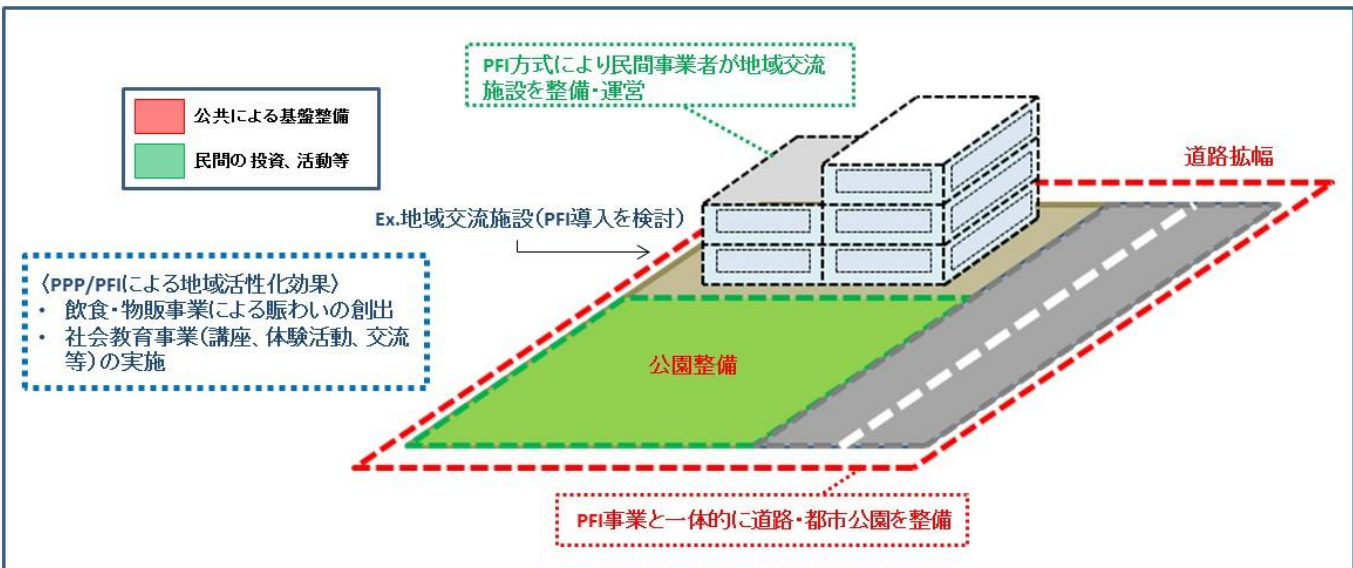 PFI方式により民間事業者が地域交流
施設を整備・運営
公共による基盤整備
民間の投資、活動等
道路拡幅
Ex.地域交流施設(PFI導入を検討)
〈PPP/PFIによる地域活性化効果〉
・ 飲食・物販事業による賑わいの創出
・ 社会教育事業(講座、体験活動、交流
等)の実施
公園整備
PFI事業と一体的に道路・都市公園を整備